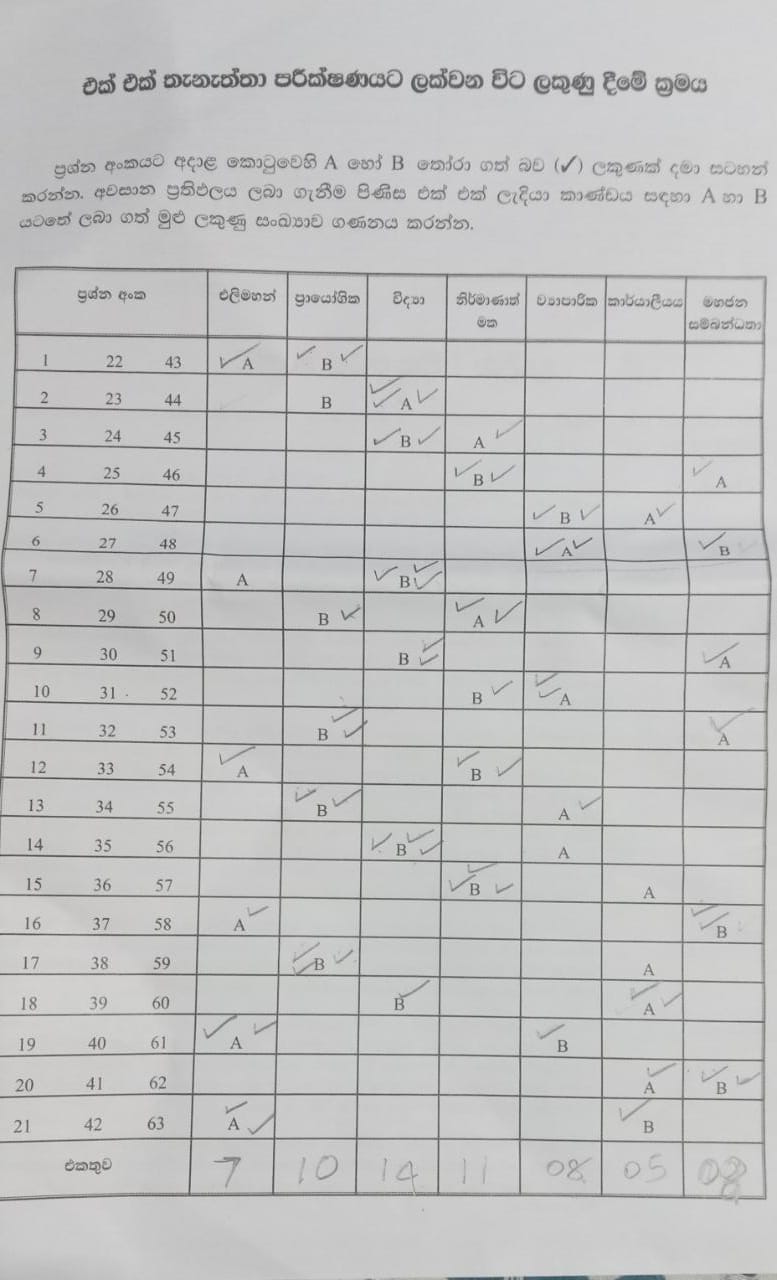 එක් එක් තැනැත්තා පරීක්ෂණයට ලක්වන විට ලකුණු දීමේ ක්‍රමය
ප්‍රශ්න අංකයට අදාළ කොටුවෙහි A හෝ B තෝරා ගත් බව (✓) ලකුණක් දමා සටහන්
කරන්න. අවසාන ප්‍රතිඵලය ලබා ගැනීම පිණිස එක් එක් ලැදියා කාණ්ඩය සඳහා A හා B
යටතේ ලබා ගත් මුළු ලකුණු සංඛ්‍යාව ගණනය කරන්න.
ප්‍රශ්න අංක එලිමහන් ප්‍රායෝගික විද්‍යා නිර්මාණාත් ව්‍යාපාරික කාර්යාලීයය මහජන
මක සම්බන්ධතා
1 22 43 ✓A ✓B✓
2 23 44 B ✓✓A✓
3 24 45 ✓B✓ A✓
4 25 46 ✓B✓ ✓A
5 26 47 ✓B✓ A✓
6 27 48 ✓A✓ ✓B
7 28 49 A ✓B✓✓
8 29 50 B✓ ✓A✓
9 30 51 B✓✓ ✓A
10 31 52 B✓ ✓✓A
11 32 53 B✓✓ ✓A
12 33 54 ✓A ✓B✓
13 34 55 ✓B✓ A✓
14 35 56 ✓B✓✓ A
15 36 57 ✓B✓✓ A
16 37 58 A✓ ✓✓B
17 38 59 ✓✓B✓ A
18 39 60 B✓ ✓A✓
19 40 61 ✓A✓ ✓B
20 41 62 A✓ ✓B✓
21 42 63 ✓A✓ ✓B
එකතුව 7 10 14 11 08 05 08